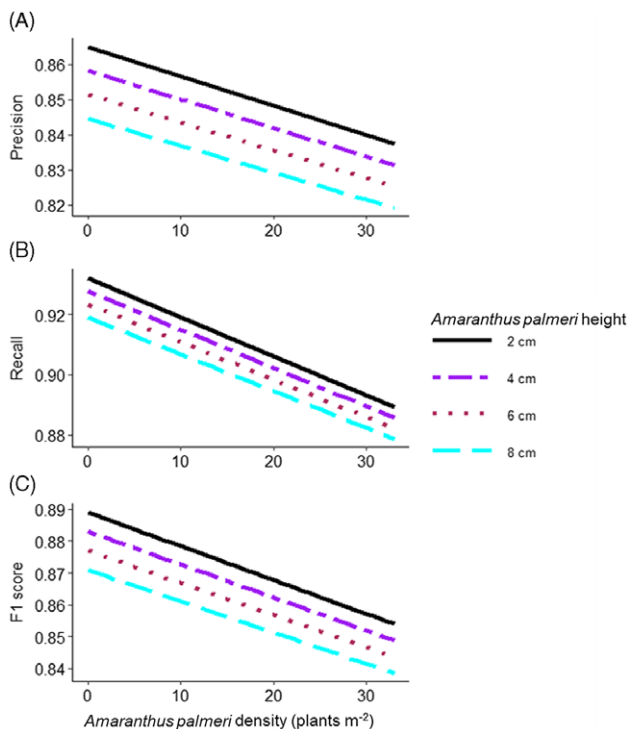 (A)
0.86
0.85
0.84
0.83
0.82
Precision
0 10 20 30
(B)
0.92
0.90
0.88
Recall
0 10 20 30
Amaranthus palmeri height
2 cm
4 cm
6 cm
8 cm
(C)
0.89
0.88
0.87
0.86
0.85
0.84
F1 score
0 10 20 30
Amaranthus palmeri density (plants m⁻²)